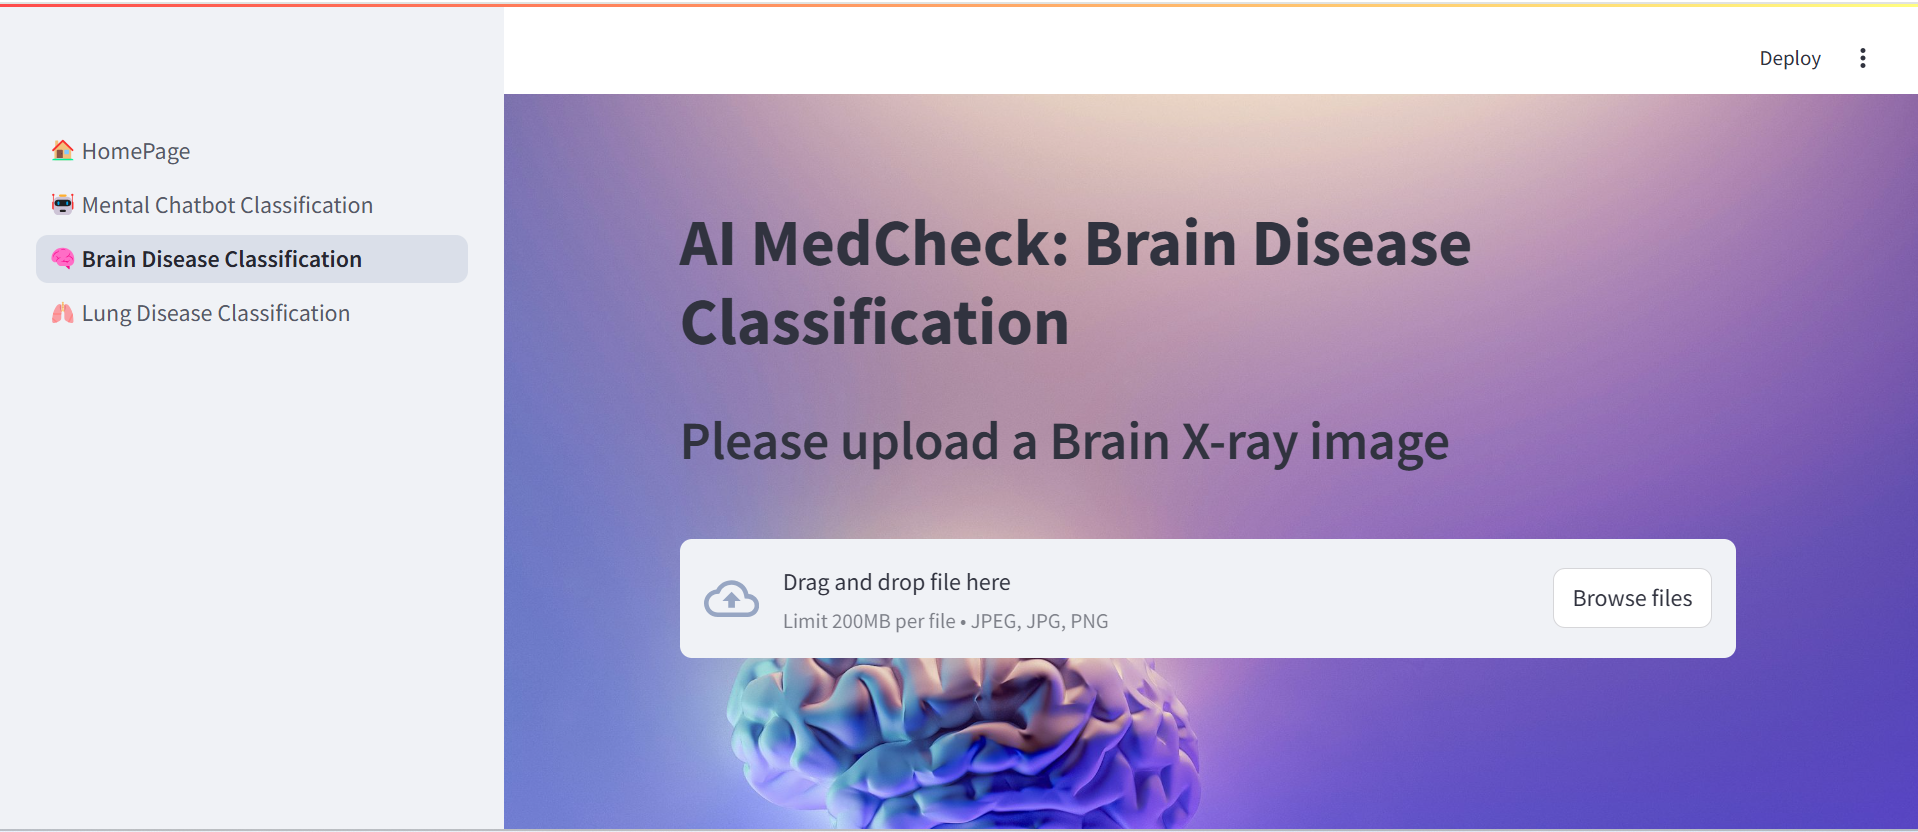 Deploy
HomePage
Mental Chatbot Classification
Brain Disease Classification
Lung Disease Classification
AI MedCheck: Brain Disease
Classification
Please upload a Brain X-ray image
Drag and drop file here
Limit 200MB per file • JPEG, JPG, PNG
Browse files